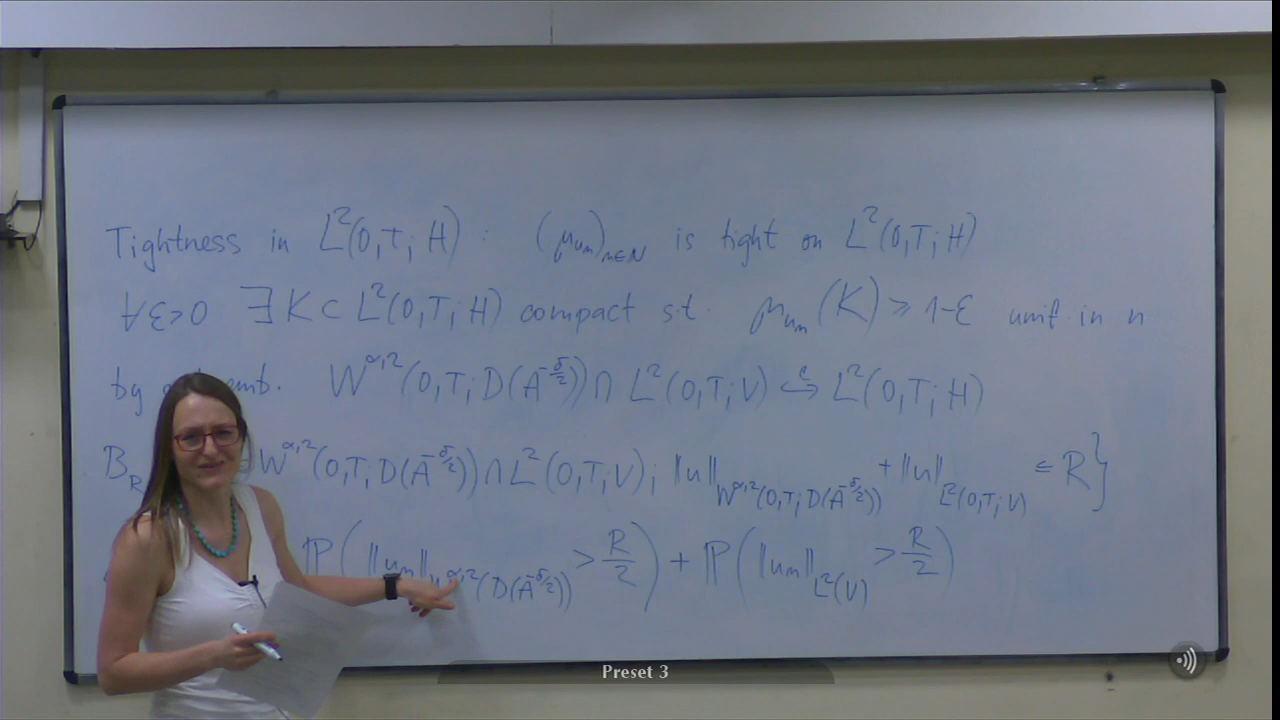 Tightness in L²(0,T; H) : (μ_{u_n})_{n∈N} is tight on L²(0,T; H)
∀ε>0 ∃ K ⊂ L²(0,T; H) compact s.t. μ_{u_n}(K) ≥ 1-ε unif. in n
by emb. W^{α,2}(0,T; D(A^{-δ/2})) ∩ L²(0,T; V) ↪^c L²(0,T; H)
B_R W^{α,2}(0,T; D(A^{-δ/2})) ∩ L²(0,T; V); ‖u‖_{W^{α,2}(0,T; D(A^{-δ/2}))} + ‖u‖_{L²(0,T; V)} ≤ R}
P(‖u_n‖_{W^{α,2}(D(A^{-δ/2}))} > R/2) + P(‖u_n‖_{L²(V)} > R/2)
Preset 3